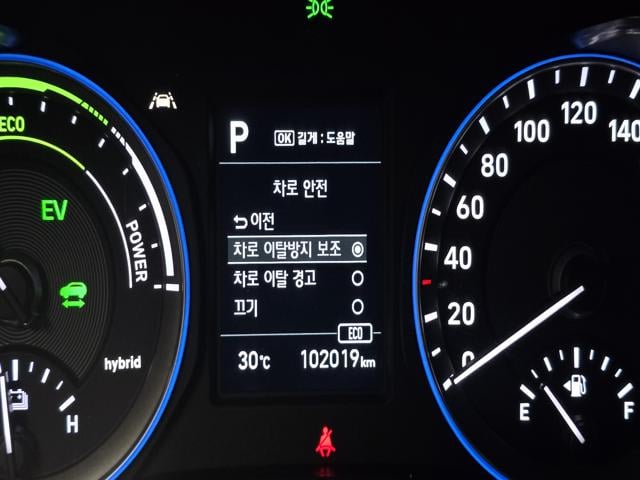 ECO
EV
POWER
hybrid
H
P
OK 길게 : 도움말
차로 안전
이전
차로 이탈방지 보조
차로 이탈 경고
끄기
ECO
30℃ 102019km
140
120
100
80
60
40
20
0
E F